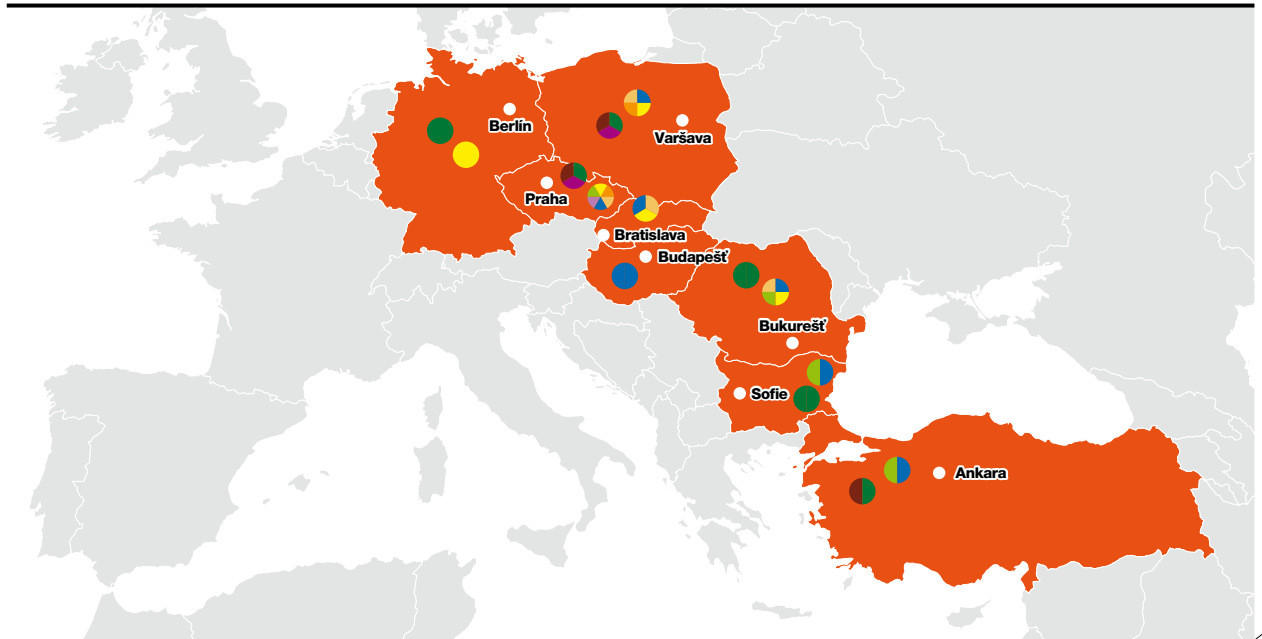 Berlín
Varšava
Praha
Bratislava
Budapešť
Bukurešť
Sofie
Ankara